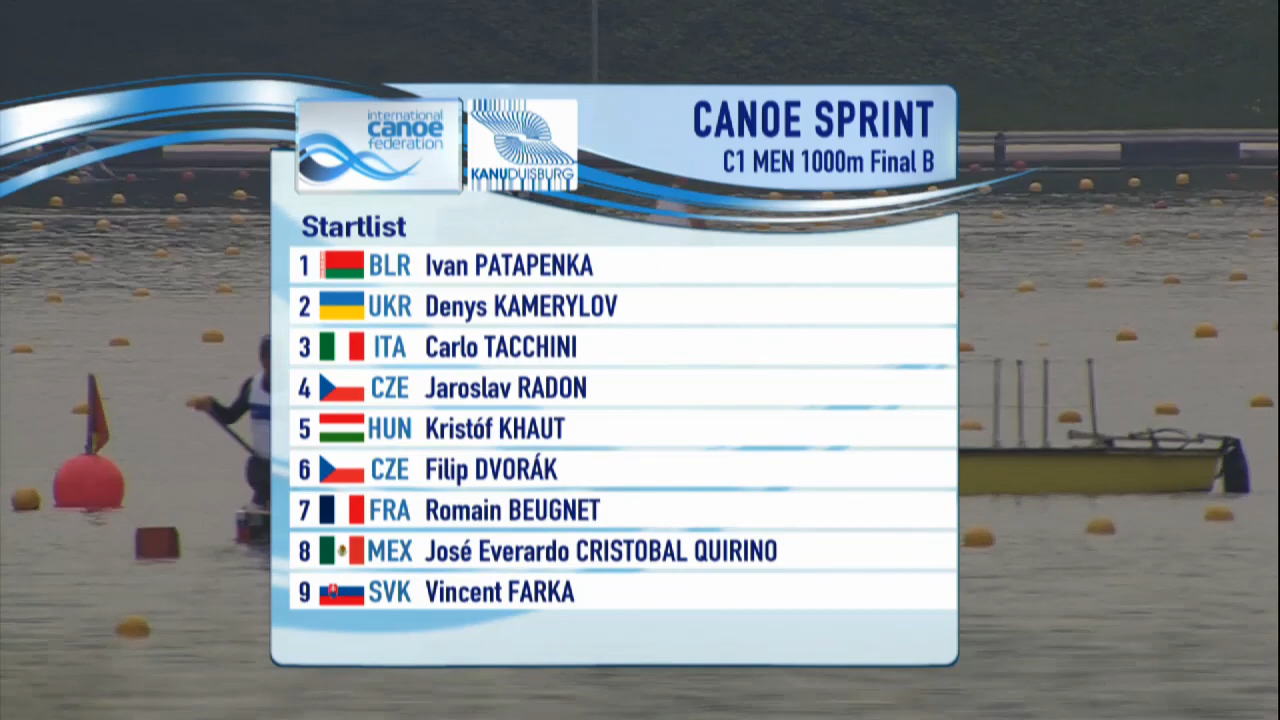 international
canoe
federation
KANUDUISBURG
CANOE SPRINT
C1 MEN 1000m Final B
Startlist
1 BLR Ivan PATAPENKA
2 UKR Denys KAMERYLOV
3 ITA Carlo TACCHINI
4 CZE Jaroslav RADON
5 HUN Kristóf KHAUT
6 CZE Filip DVORÁK
7 FRA Romain BEUGNET
8 MEX José Everardo CRISTOBAL QUIRINO
9 SVK Vincent FARKA